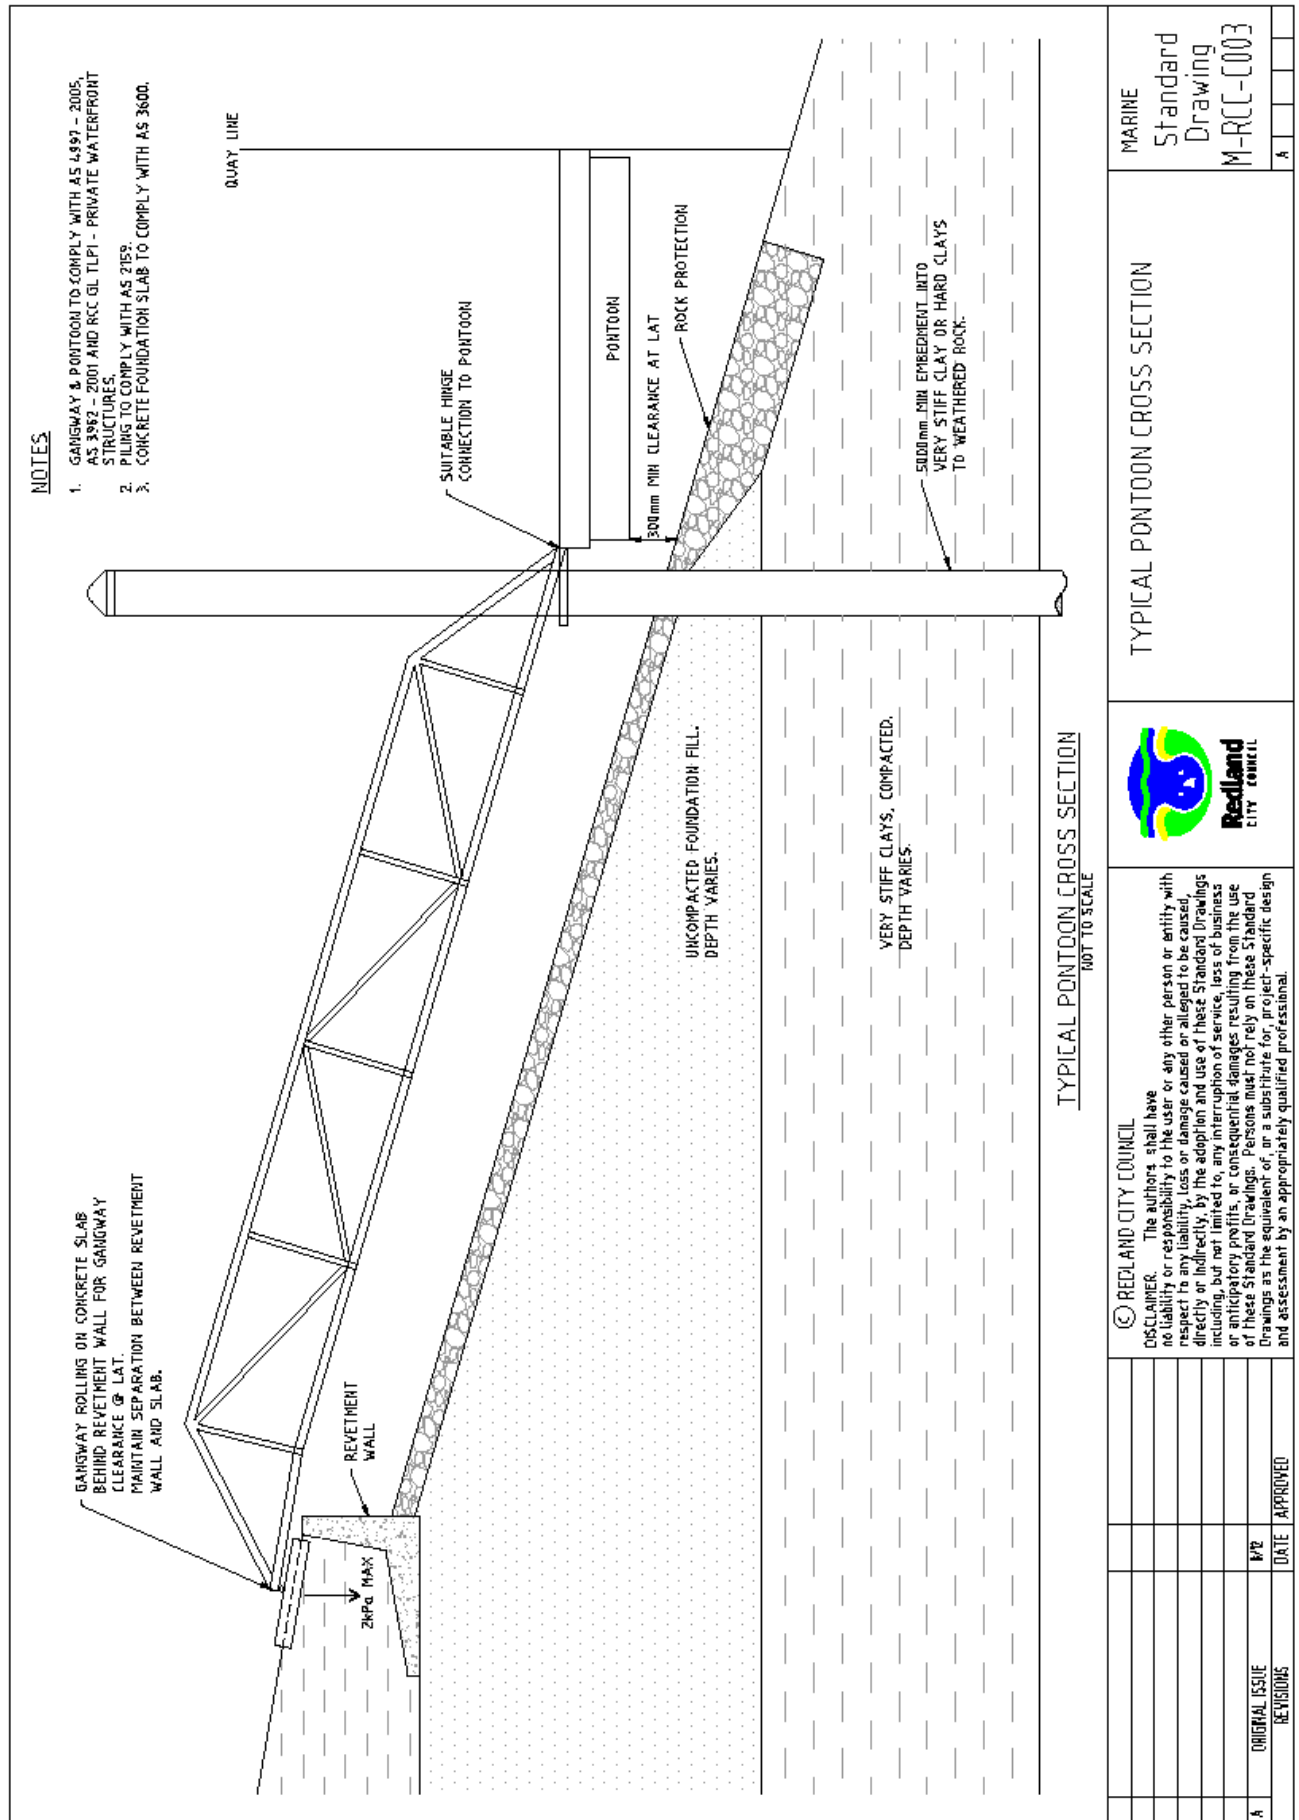 NOTES
1. GANGWAY & PONTOON TO COMPLY WITH AS 4997 - 2005,
AS 3962 - 2001 AND RCC GL TLPI - PRIVATE WATERFRONT
STRUCTURES.
2. PILING TO COMPLY WITH AS 2159.
3. CONCRETE FOUNDATION SLAB TO COMPLY WITH AS 3600.
GANGWAY ROLLING ON CONCRETE SLAB
BEHIND REVETMENT WALL FOR GANGWAY
CLEARANCE @ LAT.
MAINTAIN SEPARATION BETWEEN REVETMENT
WALL AND SLAB.
QUAY LINE
REVETMENT
WALL
2kPa MAX
SUITABLE HINGE
CONNECTION TO PONTOON
PONTOON
300mm MIN CLEARANCE AT LAT
ROCK PROTECTION
UNCOMPACTED FOUNDATION FILL.
DEPTH VARIES.
VERY STIFF CLAYS, COMPACTED.
DEPTH VARIES.
5000mm MIN EMBEDMENT INTO
VERY STIFF CLAY OR HARD CLAYS
TO WEATHERED ROCK.
TYPICAL PONTOON CROSS SECTION
NOT TO SCALE
A
ORIGINAL ISSUE
REVISIONS
DATE
APPROVED
© REDLAND CITY COUNCIL
DISCLAIMER. The authors shall have
no liability or responsibility to the user or any other person or entity with
respect to any liability, loss or damage caused or alleged to be caused,
directly or indirectly, by the adoption and use of these Standard Drawings
including, but not limited to, any interruption of service, loss of business
or anticipatory profits, or consequential damages resulting from the use
of these Standard Drawings. Persons must not rely on these Standard
Drawings as the equivalent of, or a substitute for, project-specific design
and assessment by an appropriately qualified professional.
Redland
CITY COUNCIL
TYPICAL PONTOON CROSS SECTION
MARINE
Standard
Drawing
M-RCC-C003
A